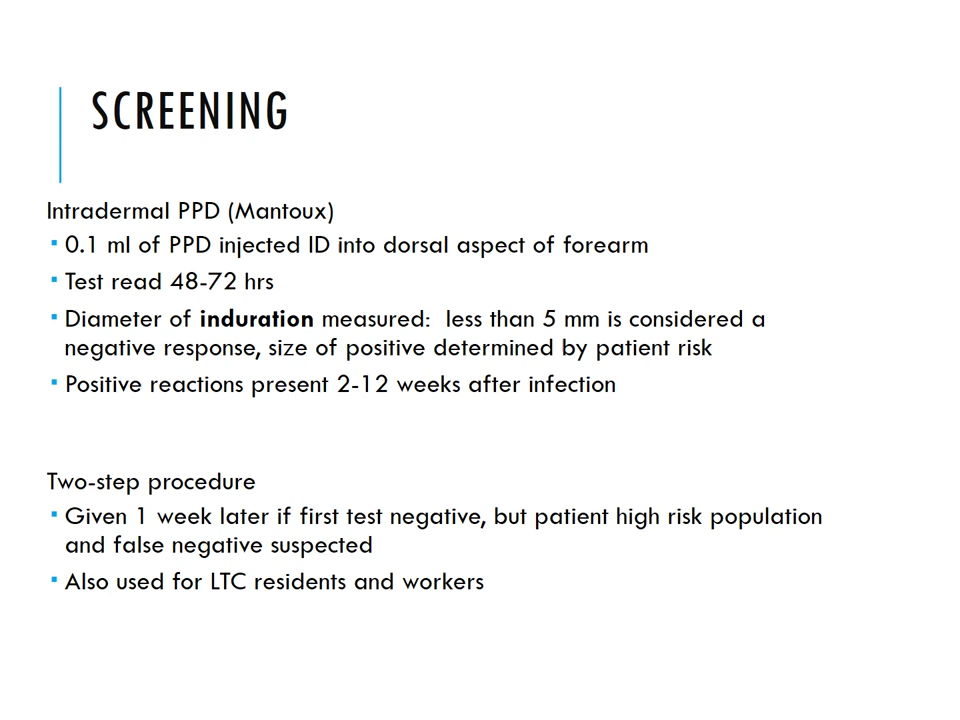 SCREENING
Intradermal PPD (Mantoux)
▪ 0.1 ml of PPD injected ID into dorsal aspect of forearm
▪ Test read 48-72 hrs
▪ Diameter of induration measured:  less than 5 mm is considered a
negative response, size of positive determined by patient risk
▪ Positive reactions present 2-12 weeks after infection
Two-step procedure
▪ Given 1 week later if first test negative, but patient high risk population
and false negative suspected
▪ Also used for LTC residents and workers